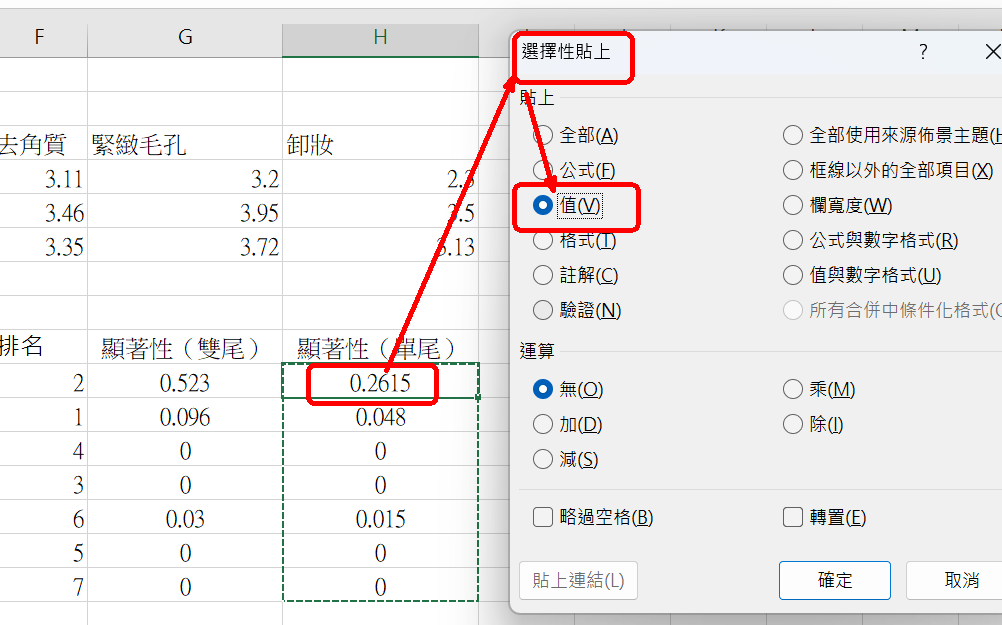 F G H
去角質 緊緻毛孔 卸妝
3.11 3.2
3.46 3.95
3.35 3.72 3.13
排名 顯著性（雙尾） 顯著性（單尾）
2 0.523 0.2615
1 0.096 0.048
4 0 0
3 0 0
6 0.03 0.015
5 0 0
7 0 0
選擇性貼上 ?
貼上
全部(A) 全部使用來源佈景主題(H
公式(F) 框線以外的全部項目(X)
值(V) 欄寬度(W)
格式(T) 公式與數字格式(R)
註解(C) 值與數字格式(U)
驗證(N) 所有合併中條件化格式(G
運算
無(O) 乘(M)
加(D) 除(I)
減(S)
略過空格(B) 轉置(E)
貼上連結(L) 確定 取消